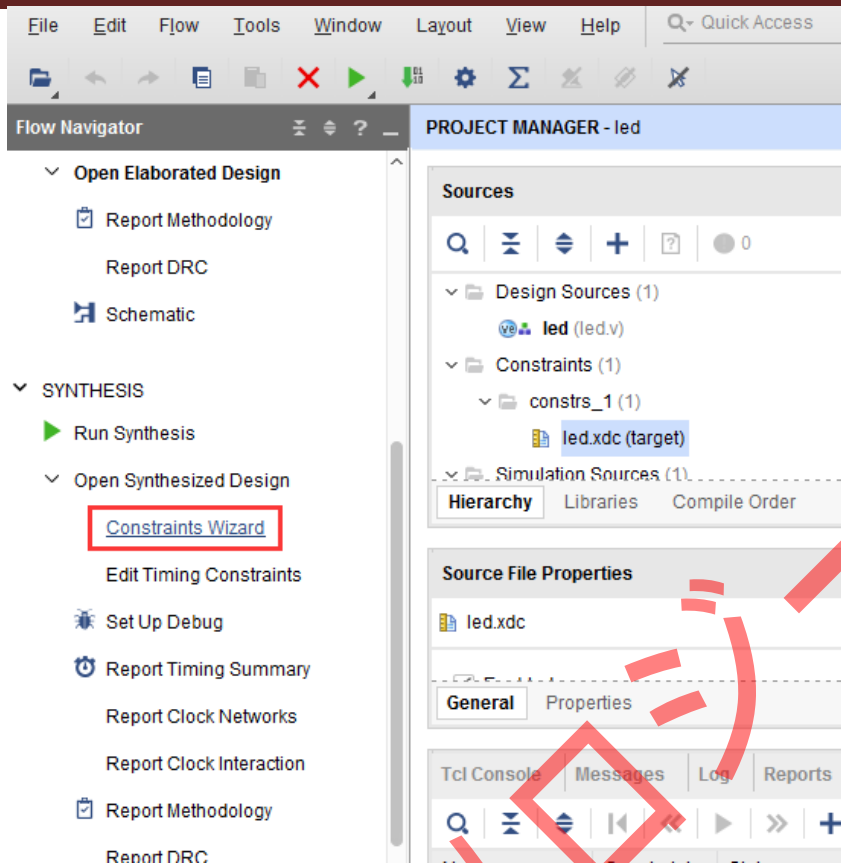 File Edit Flow Tools Window Layout View Help Quick Access
Flow Navigator
Open Elaborated Design
Report Methodology
Report DRC
Schematic
SYNTHESIS
Run Synthesis
Open Synthesized Design
Constraints Wizard
Edit Timing Constraints
Set Up Debug
Report Timing Summary
Report Clock Networks
Report Clock Interaction
Report Methodology
Report DRC
PROJECT MANAGER - led
Sources
0
Design Sources (1)
led (led.v)
Constraints (1)
constrs_1 (1)
led.xdc (target)
Simulation Sources (1)
Hierarchy Libraries Compile Order
Source File Properties
led.xdc
General Properties
Tcl Console Messages Log Reports